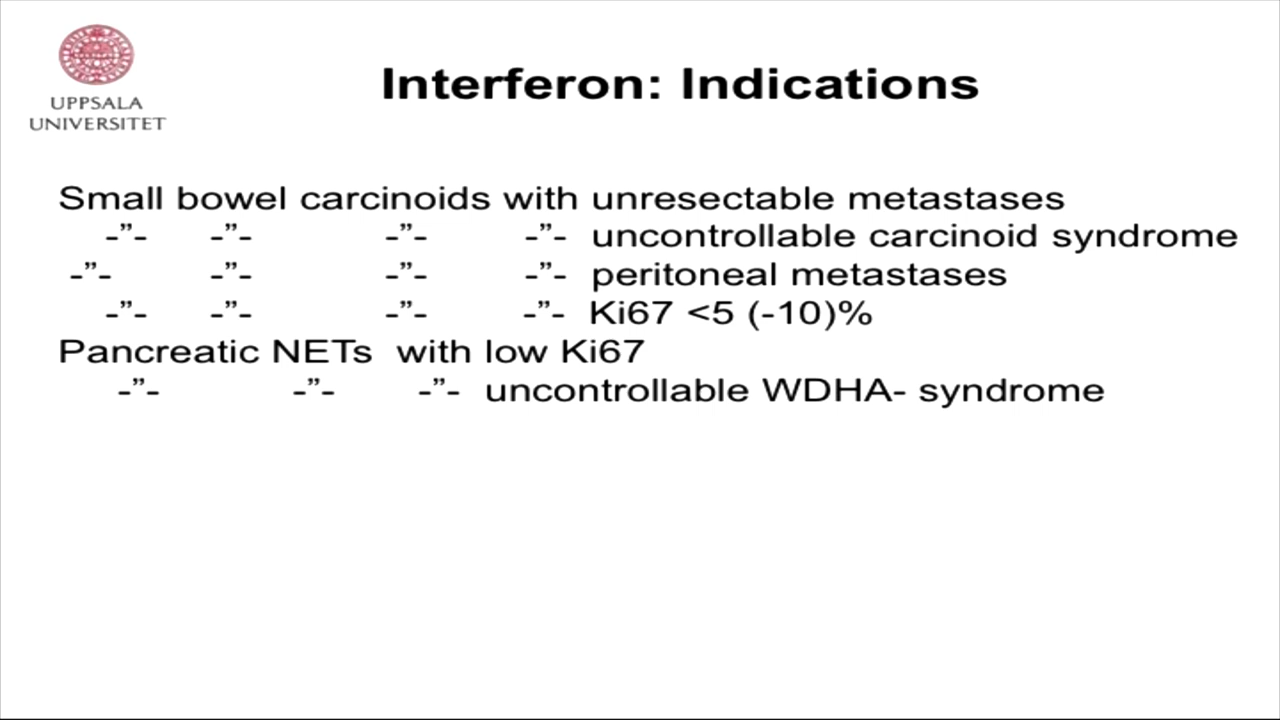 UPPSALA
UNIVERSITET
Interferon: Indications
Small bowel carcinoids with unresectable metastases
-”- -”- -”- -”- uncontrollable carcinoid syndrome
-”- -”- -”- -”- peritoneal metastases
-”- -”- -”- -”- Ki67 <5 (-10)%
Pancreatic NETs with low Ki67
-”- -”- -”- uncontrollable WDHA- syndrome